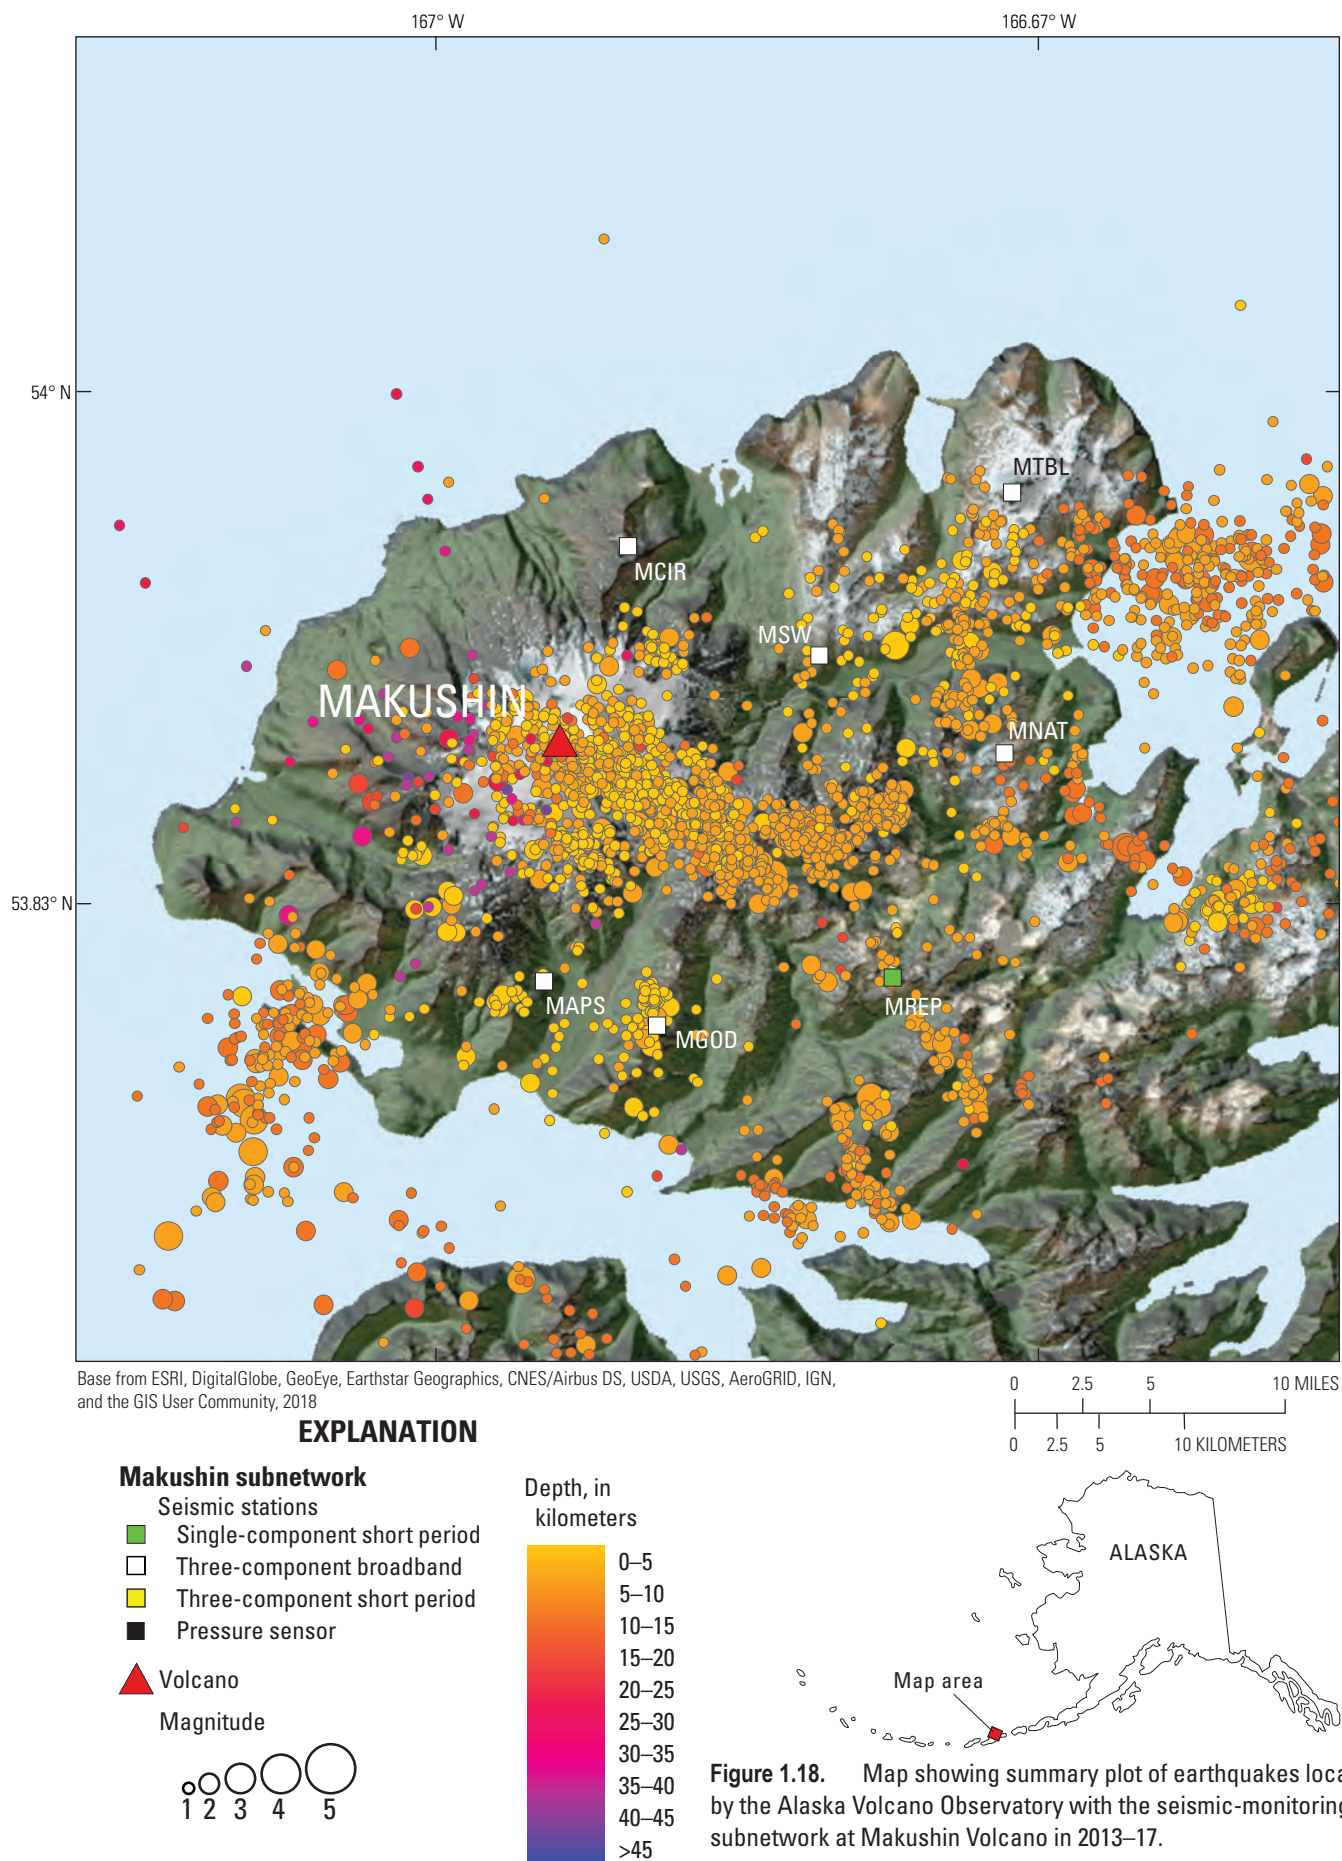 167° W
166.67° W
54° N
MTBL
MCIR
MSW
MAKUSHIN
MNAT
53.83° N
MAPS
MREP
MGOD
Base from ESRI, DigitalGlobe, GeoEye, Earthstar Geographics, CNES/Airbus DS, USDA, USGS, AeroGRID, IGN,
and the GIS User Community, 2018
0 2.5 5 10 MILES
0 2.5 5 10 KILOMETERS
EXPLANATION
Makushin subnetwork
Seismic stations
Single-component short period
Three-component broadband
Three-component short period
Pressure sensor
Volcano
Magnitude
1 2 3 4 5
Depth, in
kilometers
0–5
5–10
10–15
15–20
20–25
25–30
30–35
35–40
40–45
>45
ALASKA
Map area
Figure 1.18. Map showing summary plot of earthquakes loca
by the Alaska Volcano Observatory with the seismic-monitoring
subnetwork at Makushin Volcano in 2013–17.